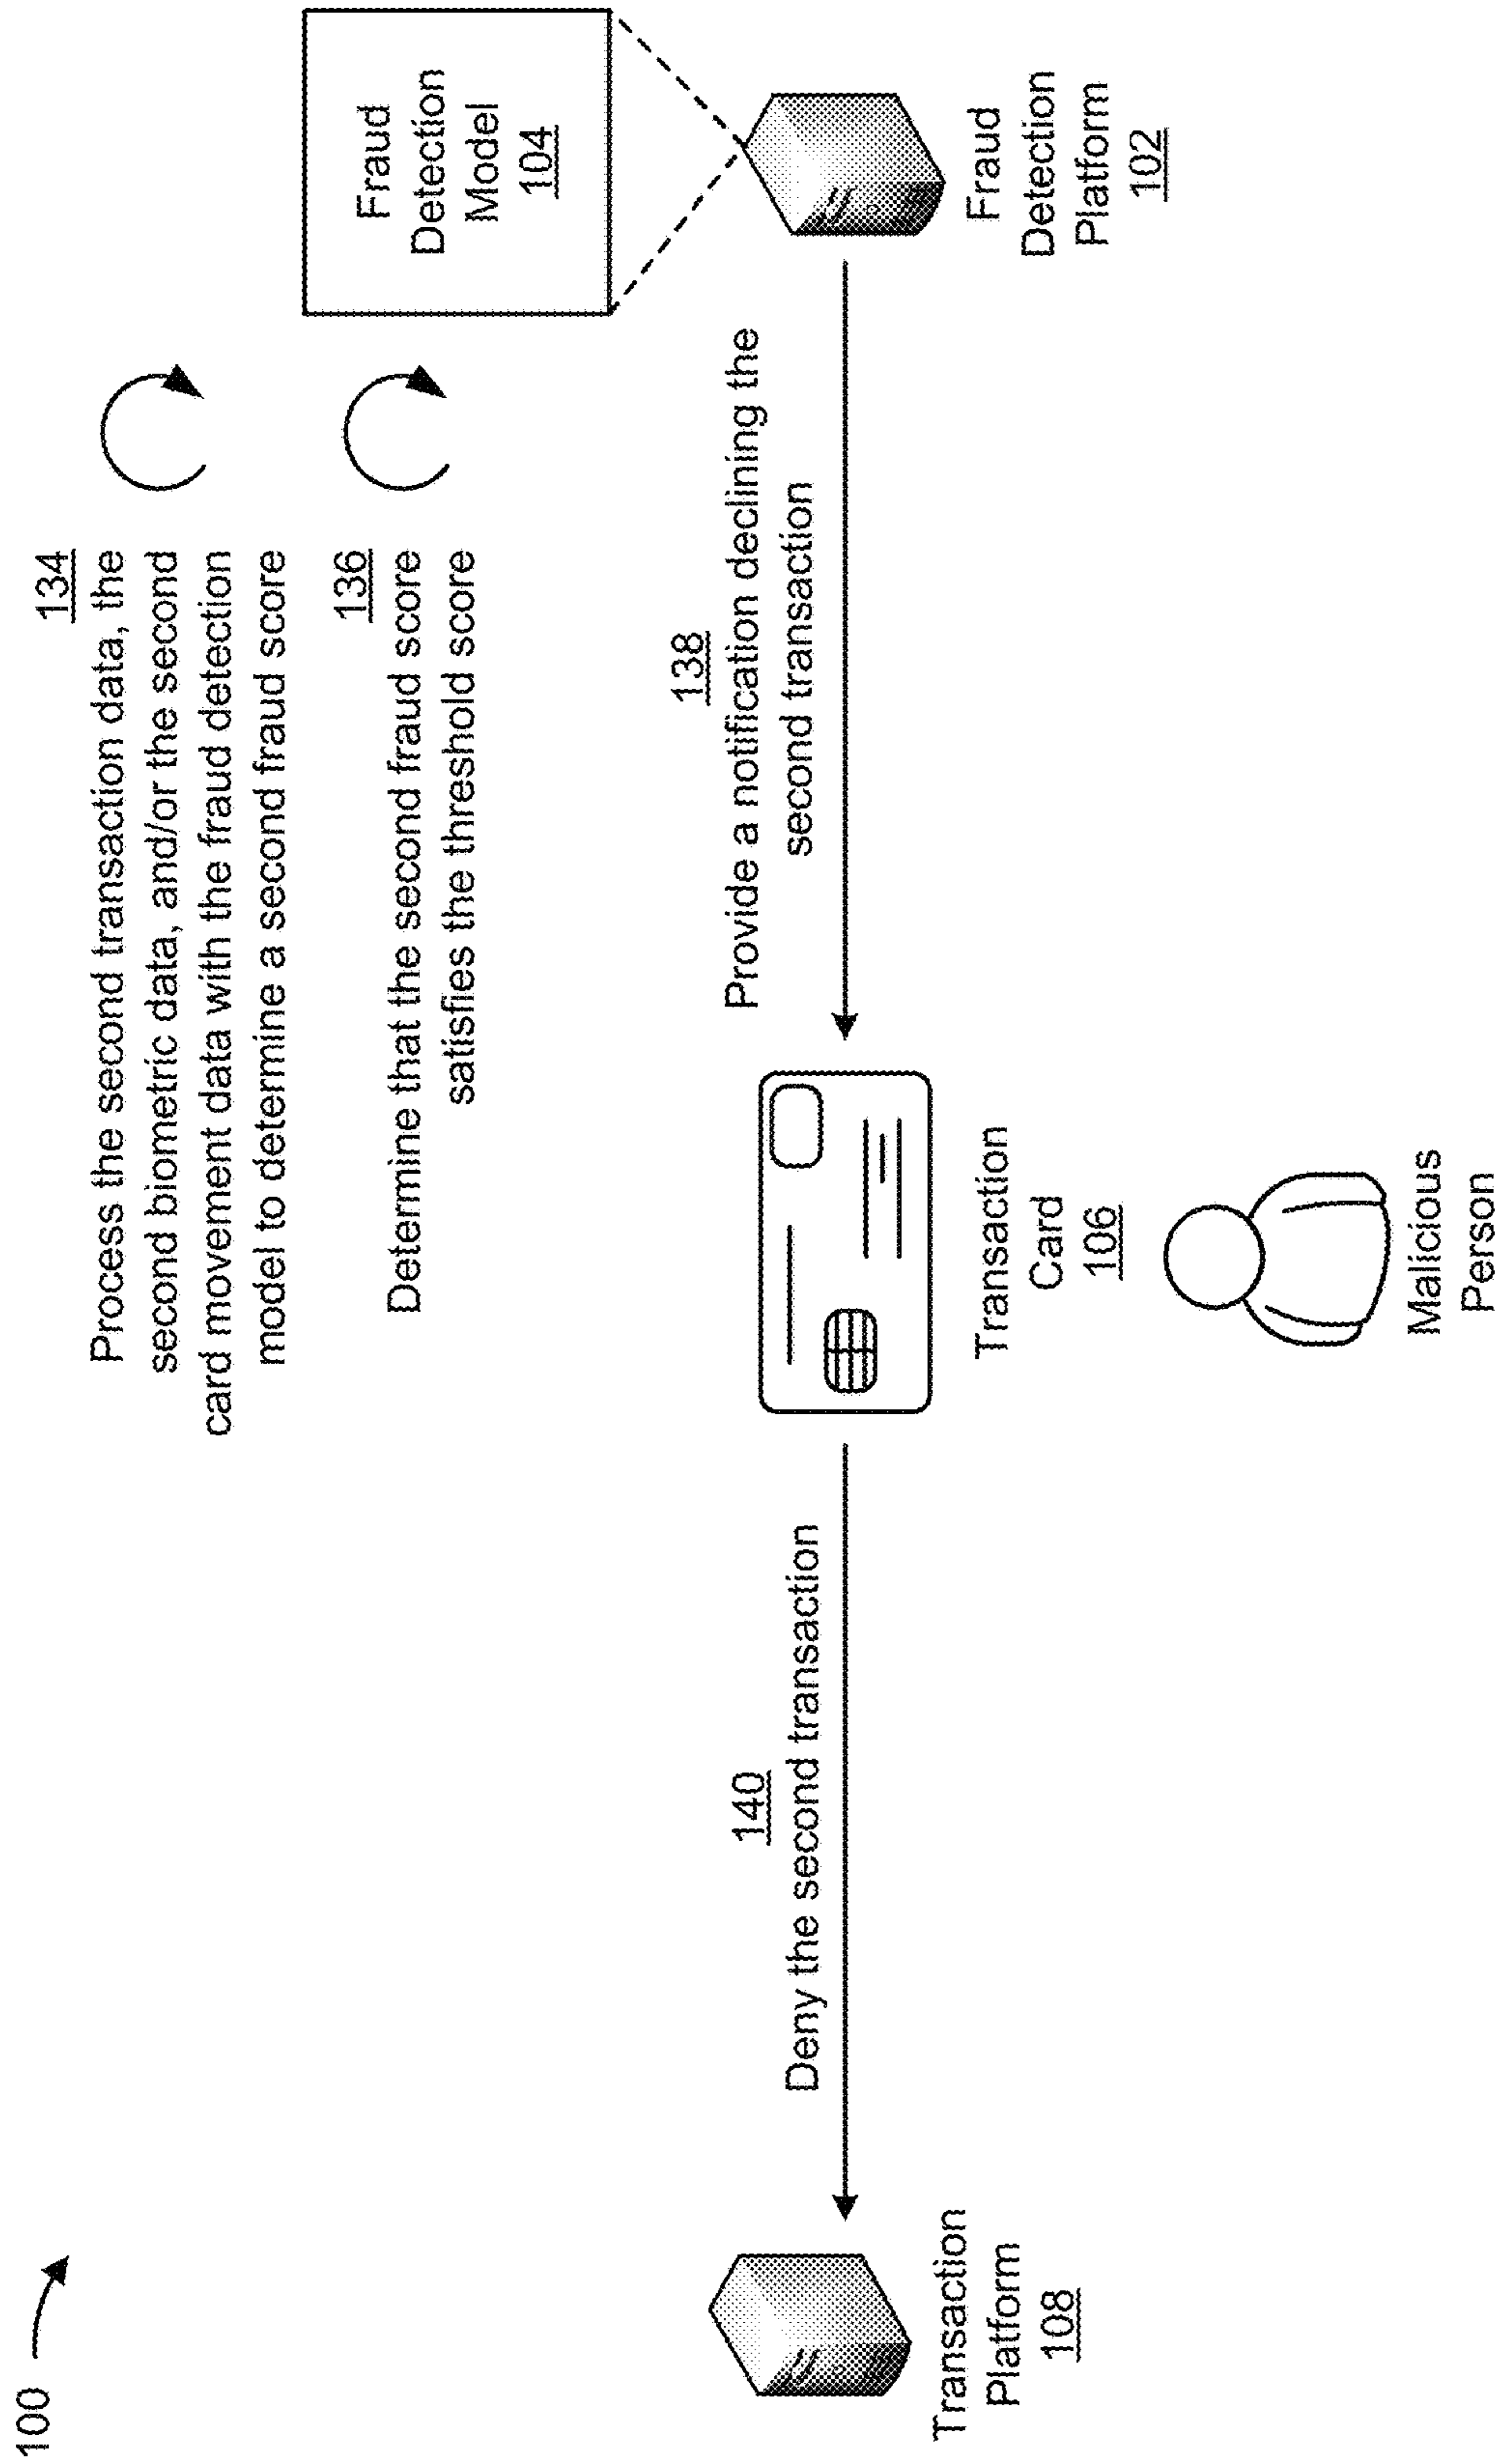 100
134
Process the second transaction data, the
second biometric data, and/or the second
card movement data with the fraud detection
model to determine a second fraud score
136
Determine that the second fraud score
satisfies the threshold score
Fraud
Detection
Model
104
138
Provide a notification declining the
second transaction
140
Deny the second transaction
Transaction
Platform
108
Transaction
Card
106
Malicious
Person
Fraud
Detection
Platform
102